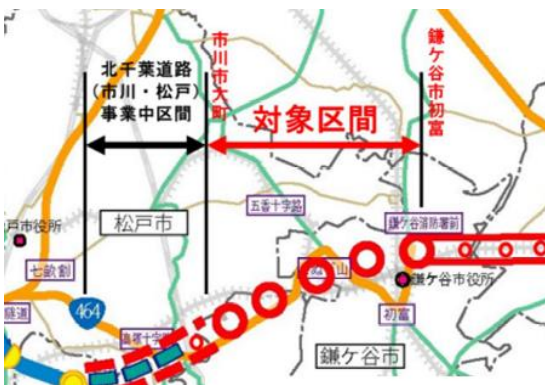 北千葉道路
(市川・松戸)
事業中区間
市川市大町
対象区間
鎌ケ谷市初富
五香十字路
鎌ケ谷消防署前
松戸市
戸市役所
七畝割
464
鎌ケ谷市役所
初富
鎌ケ谷市